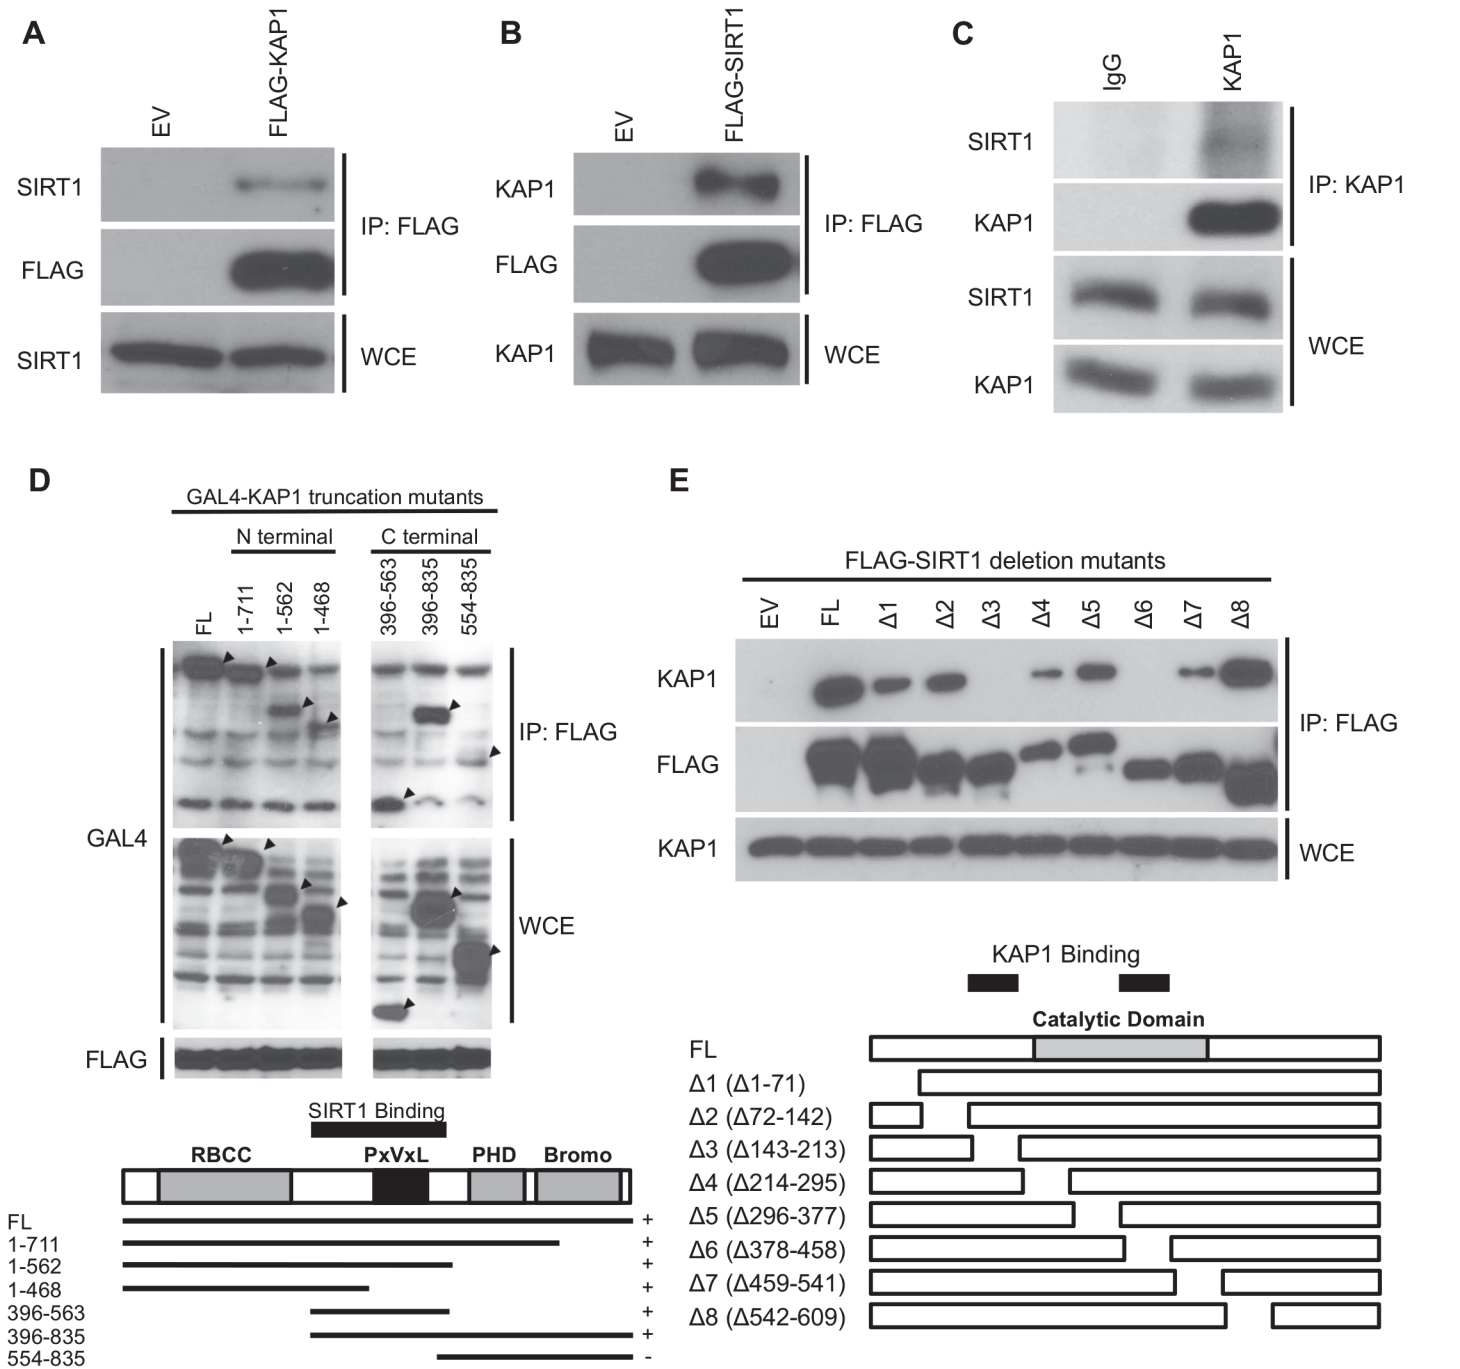 A
EV
FLAG-KAP1
SIRT1
FLAG
IP: FLAG
SIRT1
WCE
B
EV
FLAG-SIRT1
KAP1
FLAG
IP: FLAG
KAP1
WCE
C
IgG
KAP1
SIRT1
KAP1
IP: KAP1
SIRT1
KAP1
WCE
D
GAL4-KAP1 truncation mutants
N terminal
C terminal
FL
1-711
1-562
1-468
396-563
396-835
554-835
IP: FLAG
GAL4
WCE
FLAG
SIRT1 Binding
RBCC PxVxL PHD Bromo
FL +
1-711 +
1-562 +
1-468 +
396-563 +
396-835 +
554-835 -
E
FLAG-SIRT1 deletion mutants
EV FL Δ1 Δ2 Δ3 Δ4 Δ5 Δ6 Δ7 Δ8
KAP1
FLAG
IP: FLAG
KAP1
WCE
KAP1 Binding
Catalytic Domain
FL
Δ1 (Δ1-71)
Δ2 (Δ72-142)
Δ3 (Δ143-213)
Δ4 (Δ214-295)
Δ5 (Δ296-377)
Δ6 (Δ378-458)
Δ7 (Δ459-541)
Δ8 (Δ542-609)